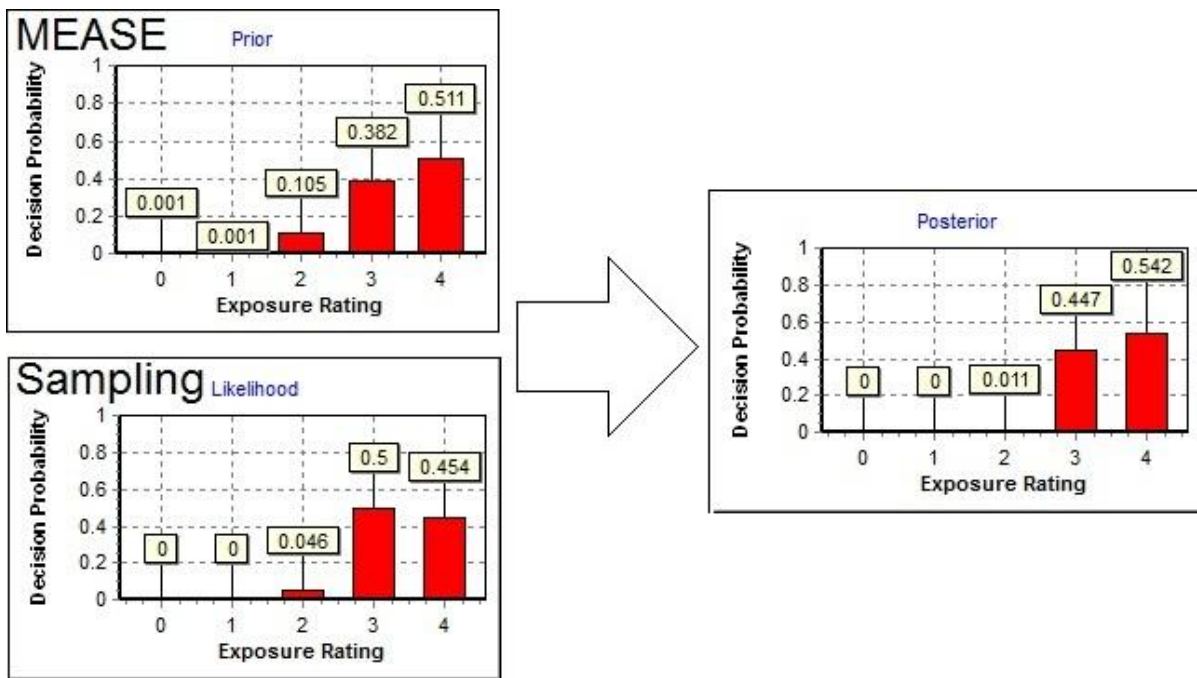 MEASE
Prior
Decision Probability
1
0.8
0.6
0.4
0.2
0
0.001
0.001
0.105
0.382
0.511
0 1 2 3 4
Exposure Rating
Sampling
Likelihood
Decision Probability
1
0.8
0.6
0.4
0.2
0
0
0
0.046
0.5
0.454
0 1 2 3 4
Exposure Rating
Posterior
Decision Probability
1
0.8
0.6
0.4
0.2
0
0
0
0.011
0.447
0.542
0 1 2 3 4
Exposure Rating